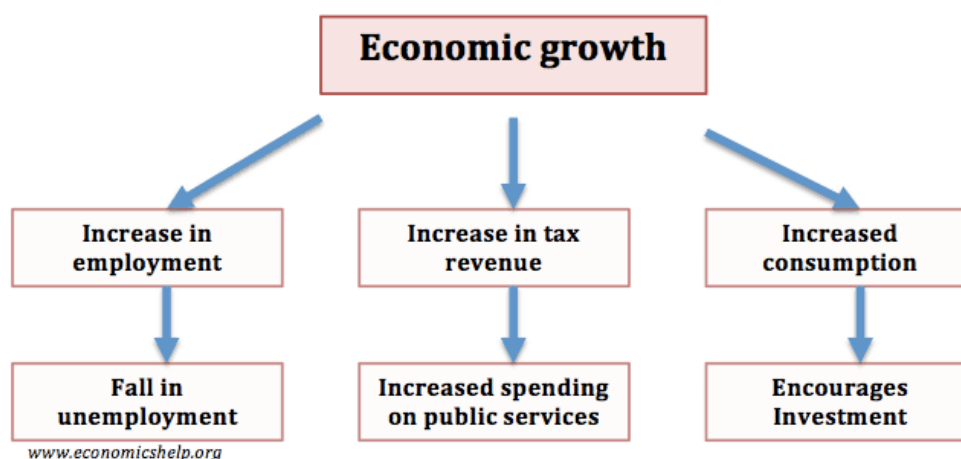 Economic growth
Increase in
employment
Increase in tax
revenue
Increased
consumption
Fall in
unemployment
Increased spending
on public services
Encourages
Investment
www.economicshelp.org